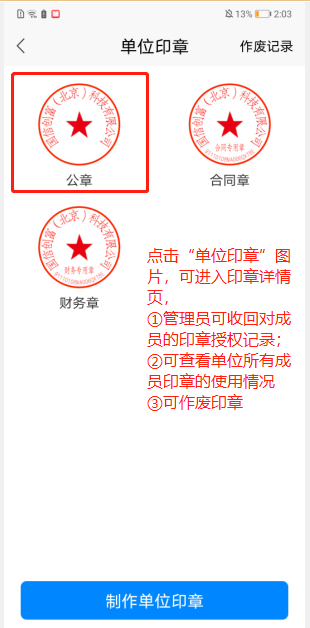 13% 2:03
单位印章
作废记录
国信创富（北京）科技有限公司
公章
国信创富（北京）科技有限公司
合同专用章
合同章
国信创富（北京）科技有限公司
财务专用章
财务章
点击“单位印章”图
片，可进入印章详情
页，
①管理员可收回对成
员的印章授权记录；
②可查看单位所有成
员印章的使用情况
③可作废印章
制作单位印章